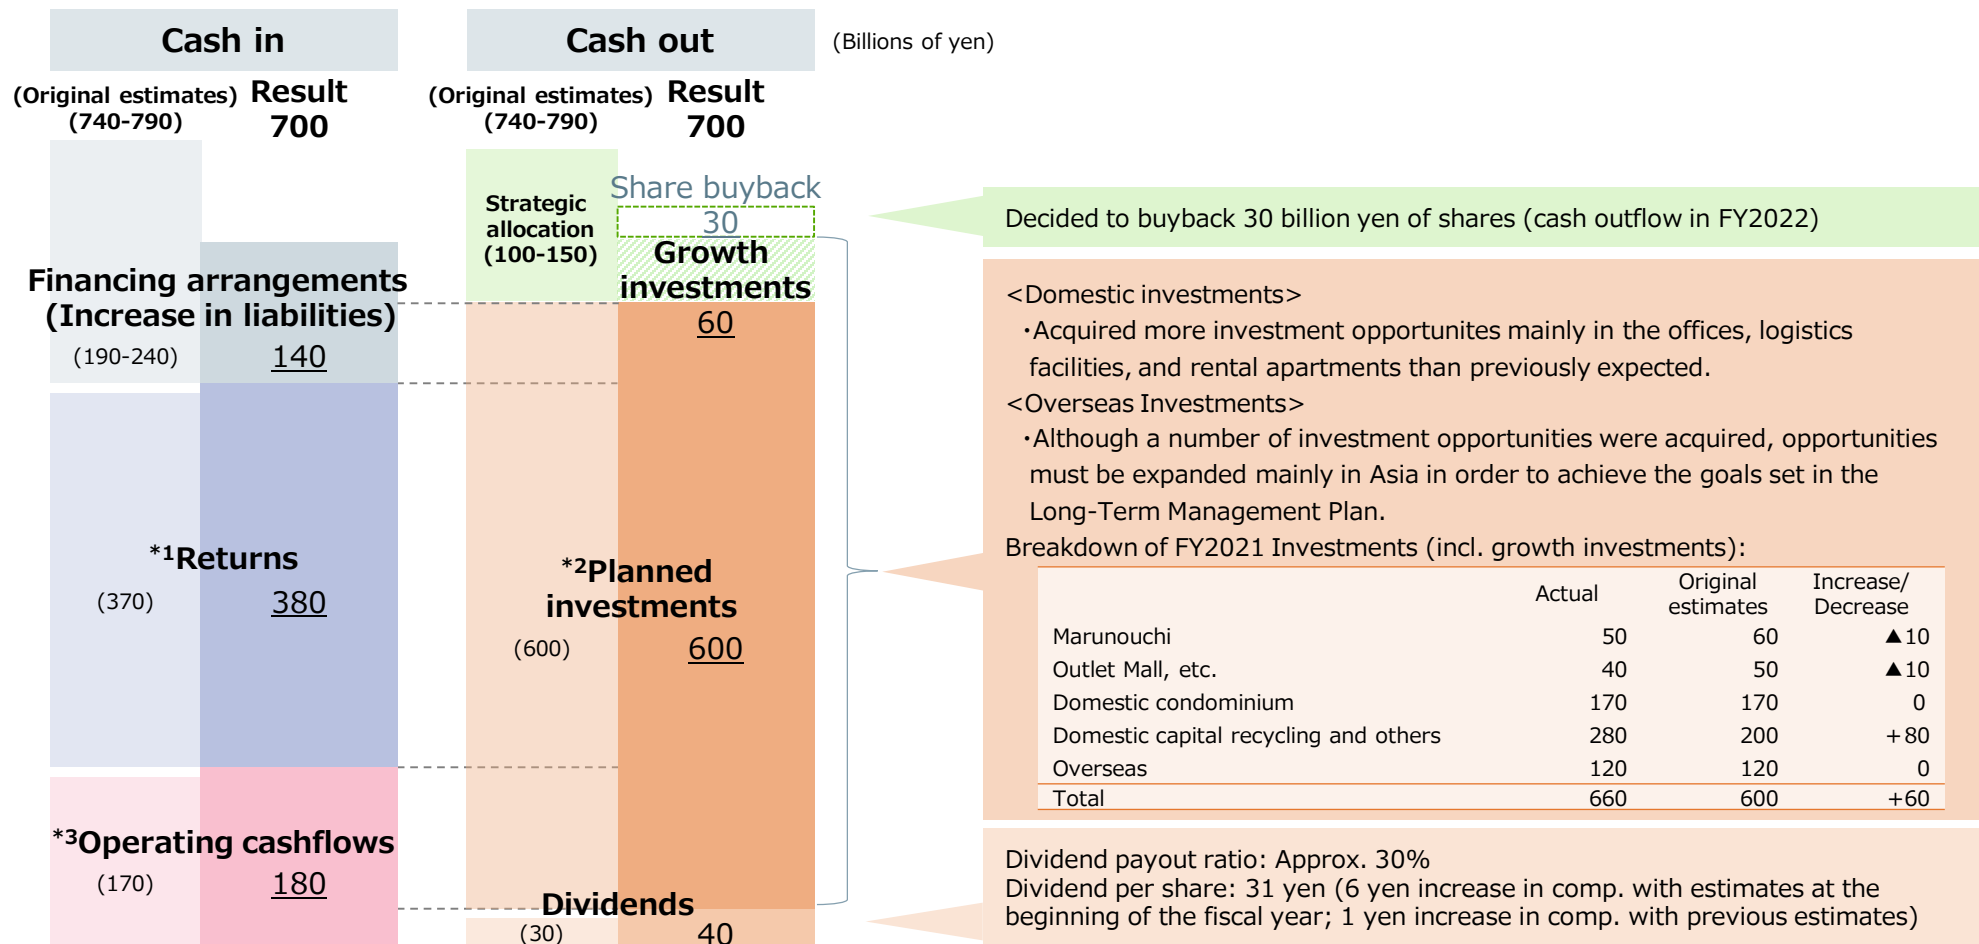 Cash in
Cash out
(Billions of yen)
(Original estimates)
(740-790)
Result
700
(Original estimates)
(740-790)
Result
700
Financing arrangements
(Increase in liabilities)
(190-240)
140
*1Returns
(370)
380
*3Operating cashflows
(170)
180
Strategic
allocation
(100-150)
Share buyback
30
Growth
investments
60
*2Planned
investments
(600)
600
Dividends
(30)
40
Decided to buyback 30 billion yen of shares (cash outflow in FY2022)
<Domestic investments>
・Acquired more investment opportunites mainly in the offices, logistics
facilities, and rental apartments than previously expected.
<Overseas Investments>
・Although a number of investment opportunities were acquired, opportunities
must be expanded mainly in Asia in order to achieve the goals set in the
Long-Term Management Plan.
Breakdown of FY2021 Investments (incl. growth investments):
Actual Original estimates Increase/ Decrease
Marunouchi 50 60 ▲10
Outlet Mall, etc. 40 50 ▲10
Domestic condominium 170 170 0
Domestic capital recycling and others 280 200 +80
Overseas 120 120 0
Total 660 600 +60
Dividend payout ratio: Approx. 30%
Dividend per share: 31 yen (6 yen increase in comp. with estimates at the
beginning of the fiscal year; 1 yen increase in comp. with previous estimates)